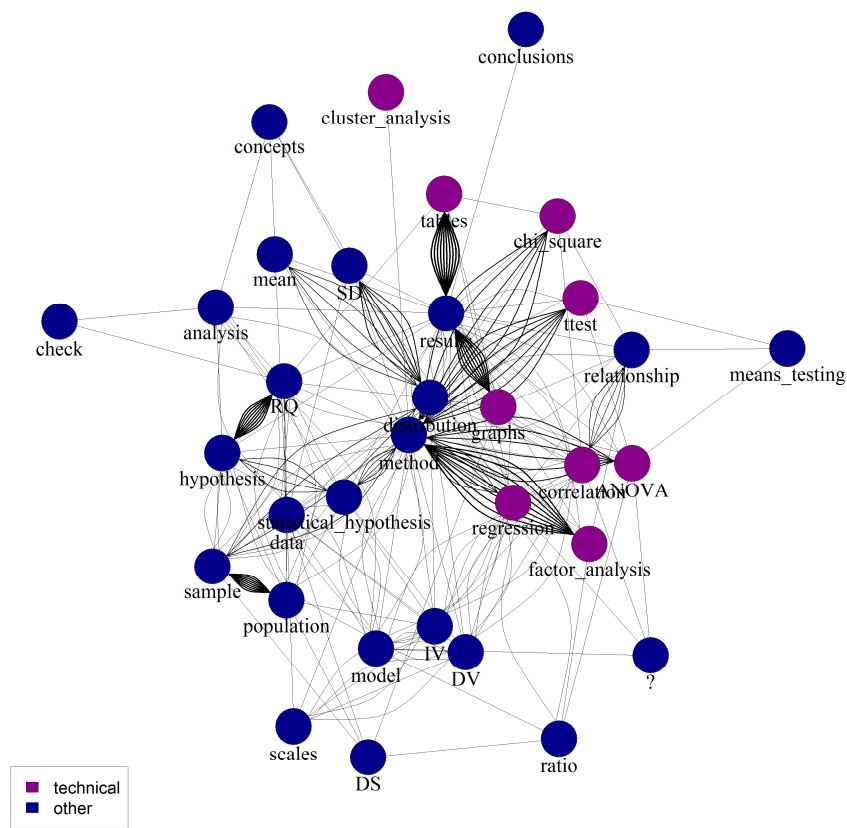 conclusions
cluster_analysis
concepts
tables
chi_square
mean
SD
ttest
analysis
results
check
relationship
means_testing
RQ
distribution
graphs
method
hypothesis
correlation
ANOVA
statistical_hypothesis
regression
data
factor_analysis
sample
population
IV
model
DV
?
scales
ratio
DS
technical
other